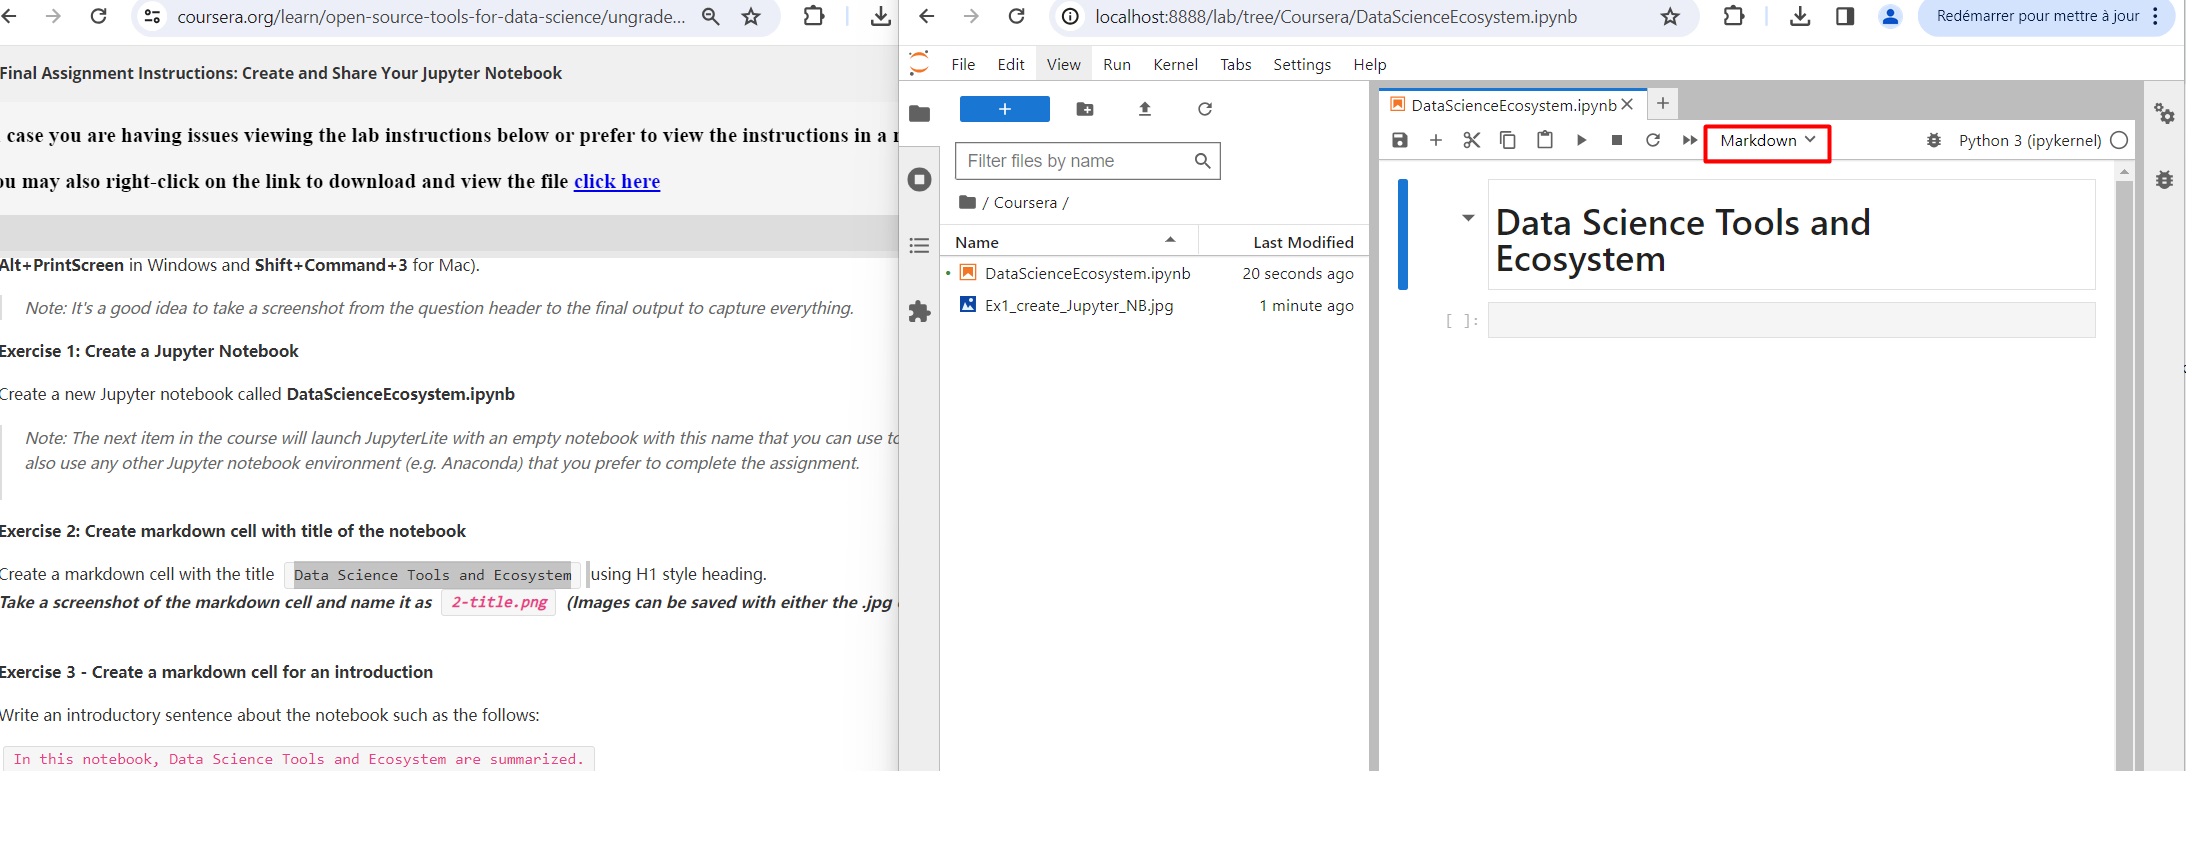 coursera.org/learn/open-source-tools-for-data-science/ungrade...
Final Assignment Instructions: Create and Share Your Jupyter Notebook
case you are having issues viewing the lab instructions below or prefer to view the instructions in a
ou may also right-click on the link to download and view the file click here
Alt+PrintScreen in Windows and Shift+Command+3 for Mac).
Note: It's a good idea to take a screenshot from the question header to the final output to capture everything.
Exercise 1: Create a Jupyter Notebook
Create a new Jupyter notebook called DataScienceEcosystem.ipynb
Note: The next item in the course will launch JupyterLite with an empty notebook with this name that you can use to
also use any other Jupyter notebook environment (e.g. Anaconda) that you prefer to complete the assignment.
Exercise 2: Create markdown cell with title of the notebook
Create a markdown cell with the title Data Science Tools and Ecosystem using H1 style heading.
Take a screenshot of the markdown cell and name it as 2-title.png (Images can be saved with either the .jpg
Exercise 3 - Create a markdown cell for an introduction
Write an introductory sentence about the notebook such as the follows:
In this notebook, Data Science Tools and Ecosystem are summarized.
localhost:8888/lab/tree/Coursera/DataScienceEcosystem.ipynb
Redémarrer pour mettre à jour
File Edit View Run Kernel Tabs Settings Help
Filter files by name
/ Coursera /
Name Last Modified
DataScienceEcosystem.ipynb 20 seconds ago
Ex1_create_Jupyter_NB.jpg 1 minute ago
DataScienceEcosystem.ipynb
Markdown
Python 3 (ipykernel)
Data Science Tools and
Ecosystem
[ ]: